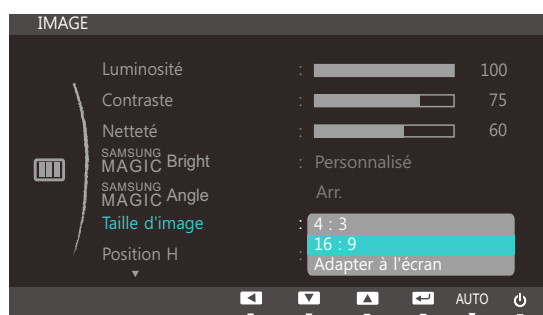 IMAGE
Luminosité : 100
Contraste : 75
Netteté : 60
SAMSUNG MAGIC Bright : Personnalisé
SAMSUNG MAGIC Angle Arr.
Taille d'image : 4 : 3
16 : 9
Position H :
Adapter à l'écran
AUTO